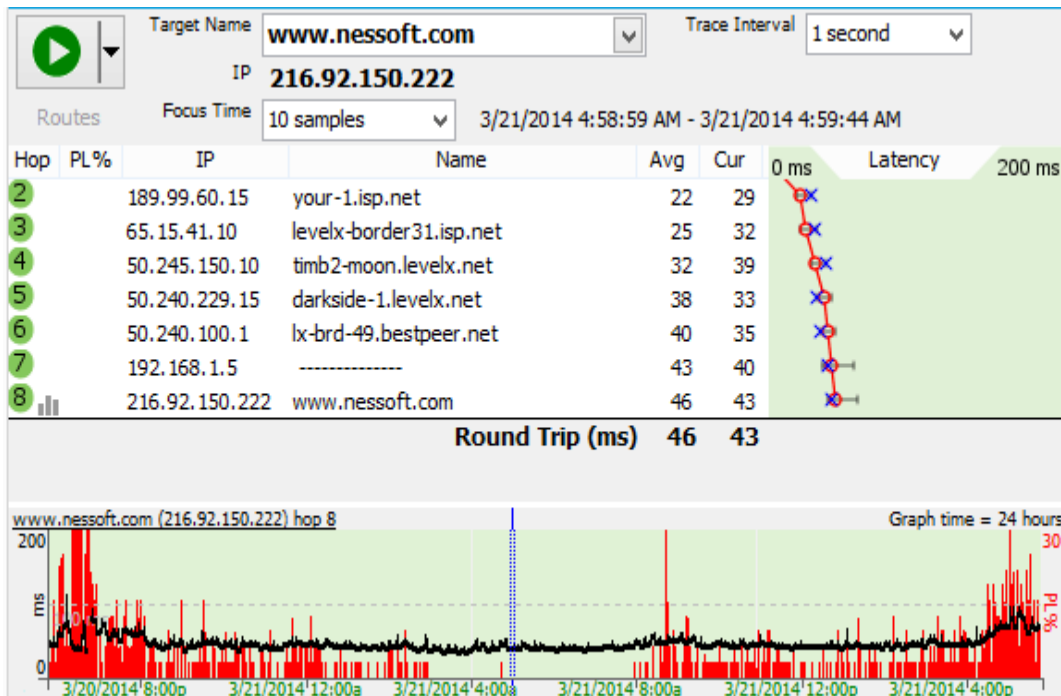 Target Name www.nessoft.com Trace Interval 1 second
IP 216.92.150.222
Routes Focus Time 10 samples 3/21/2014 4:58:59 AM - 3/21/2014 4:59:44 AM
Hop PL% IP Name Avg Cur 0 ms Latency 200 ms
2 189.99.60.15 your-1.isp.net 22 29
3 65.15.41.10 levelx-border31.isp.net 25 32
4 50.245.150.10 timb2-moon.levelx.net 32 39
5 50.240.229.15 darkside-1.levelx.net 38 33
6 50.240.100.1 lx-brd-49.bestpeer.net 40 35
7 192.168.1.5 -------------- 43 40
8 216.92.150.222 www.nessoft.com 46 43
Round Trip (ms) 46 43
www.nessoft.com (216.92.150.222) hop 8 Graph time = 24 hours
200 30
ms PL%
0
3/20/2014 8:00p 3/21/2014 12:00a 3/21/2014 4:00a 3/21/2014 8:00a 3/21/2014 12:00p 3/21/2014 4:00p